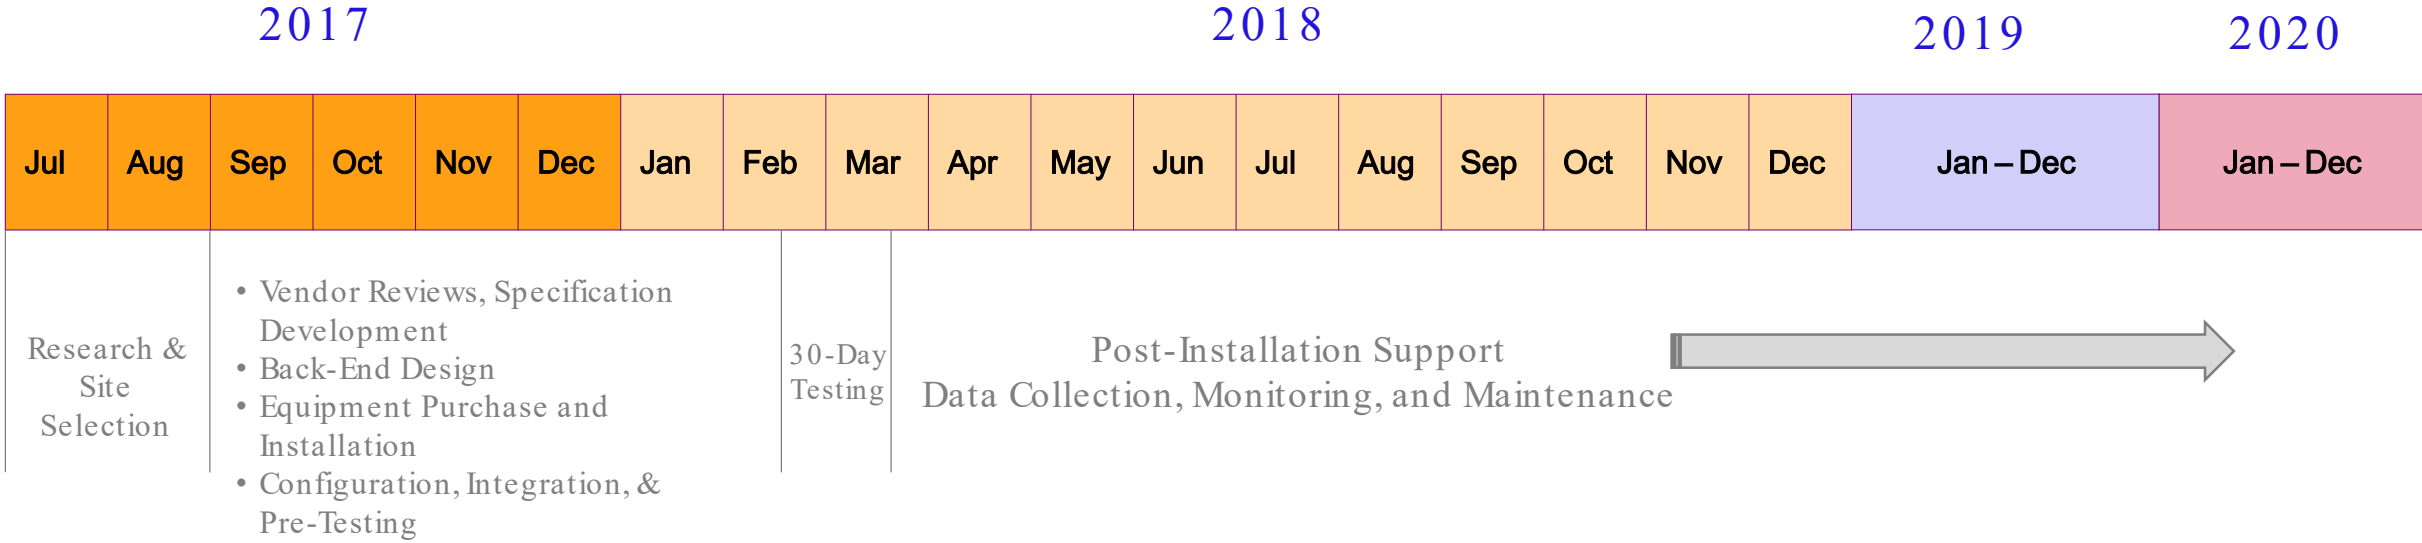 2017 2018 2019 2020
Jul Aug Sep Oct Nov Dec Jan Feb Mar Apr May Jun Jul Aug Sep Oct Nov Dec Jan – Dec Jan – Dec
Research &
Site
Selection
• Vendor Reviews, Specification
Development
• Back-End Design
• Equipment Purchase and
Installation
• Configuration, Integration, &
Pre-Testing
30-Day
Testing
Post-Installation Support
Data Collection, Monitoring, and Maintenance